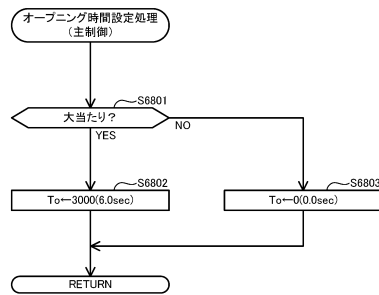 オープニング時間設定処理
(主制御)
S6801
大当たり?
NO
YES
S6802
S6803
To←3000(6.0sec)
To←0(0.0sec)
RETURN